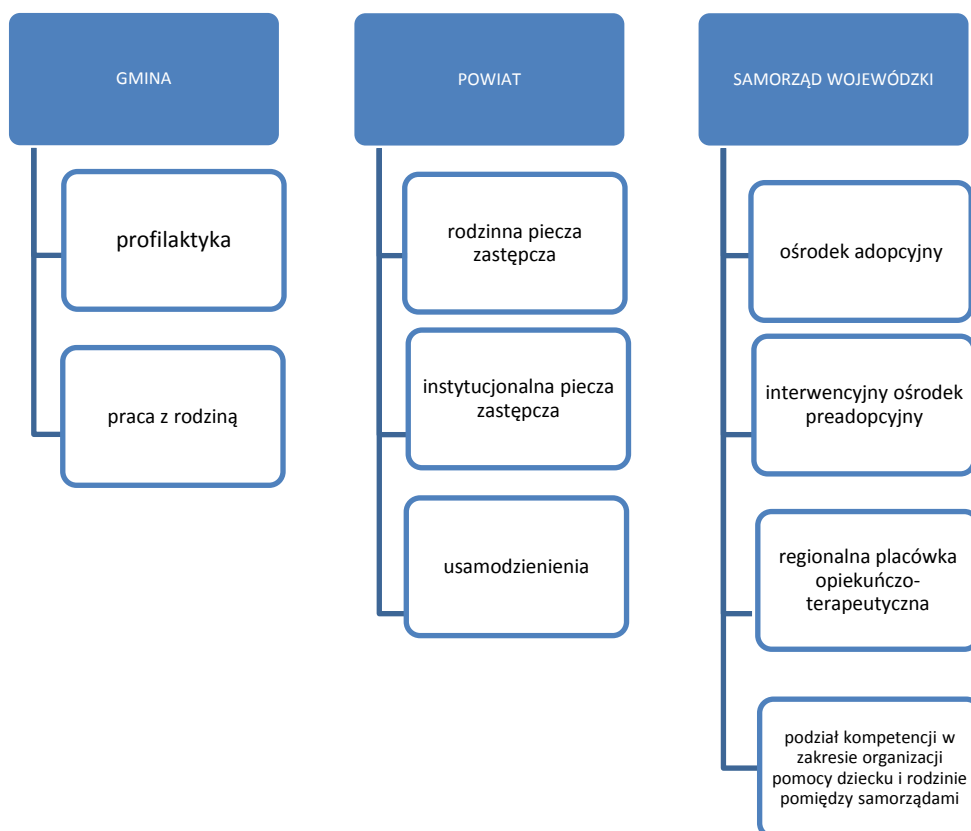 GMINA
profilaktyka
praca z rodziną
POWIAT
rodzinna piecza
zastępcza
instytucjonalna piecza
zastępcza
usamodzienienia
SAMORZĄD WOJEWÓDZKI
ośrodek adopcyjny
interwencyjny ośrodek
preadopcyjny
regionalna placówka
opiekuńczo-
terapeutyczna
podział kompetencji w
zakresie organizacji
pomocy dziecku i rodzinie
pomiędzy samorządami